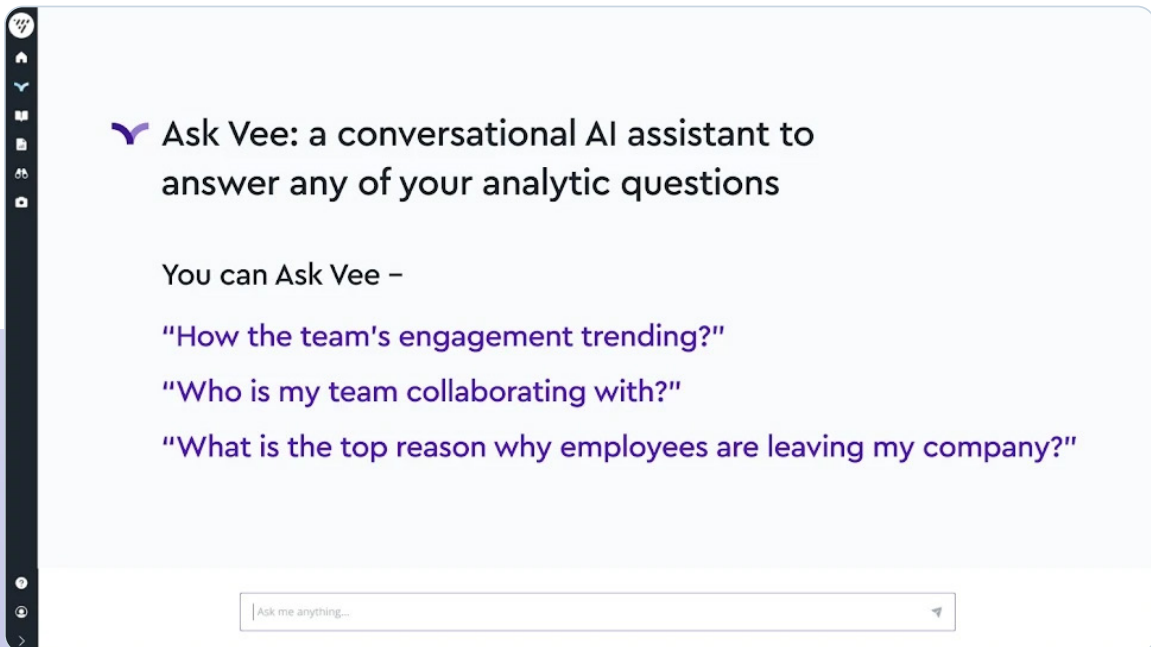 Ask Vee: a conversational AI assistant to
answer any of your analytic questions
You can Ask Vee –
“How the team’s engagement trending?”
“Who is my team collaborating with?”
“What is the top reason why employees are leaving my company?”
Ask me anything...